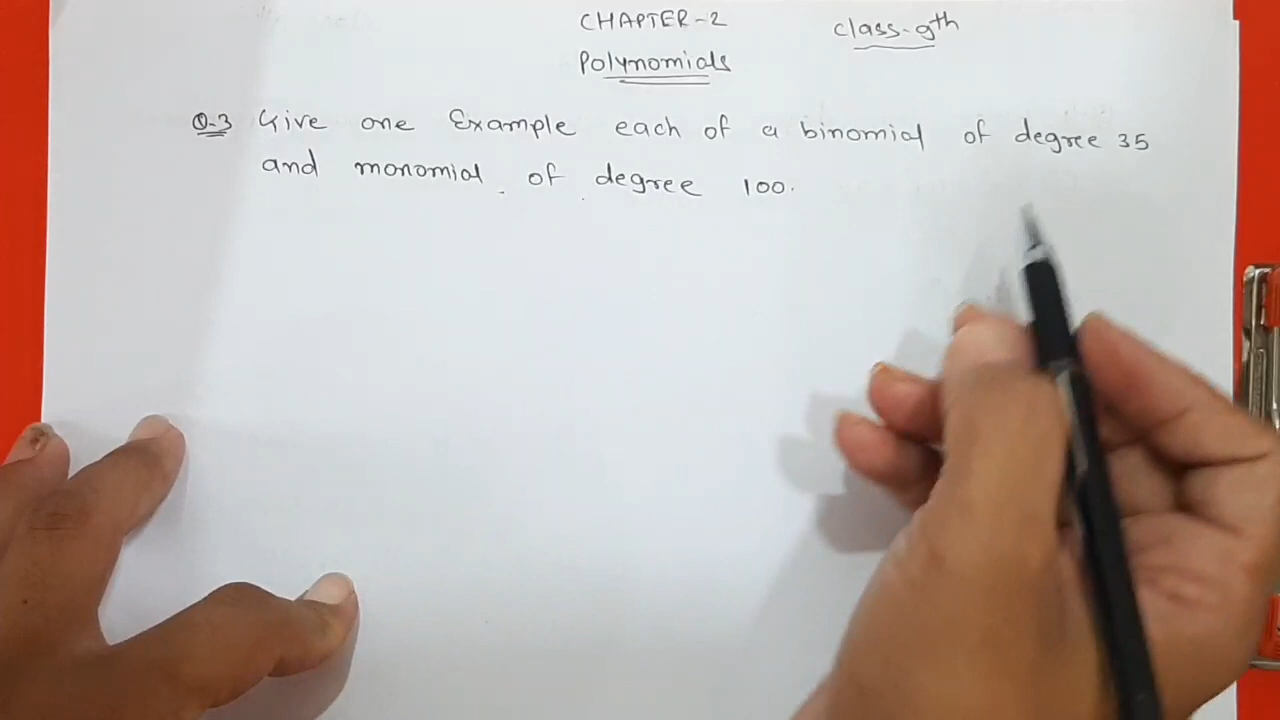 CHAPTER-2
Class-9th
Polynomials
Q-3 Give one Example each of a binomial of degree 35
and monomial of degree 100.